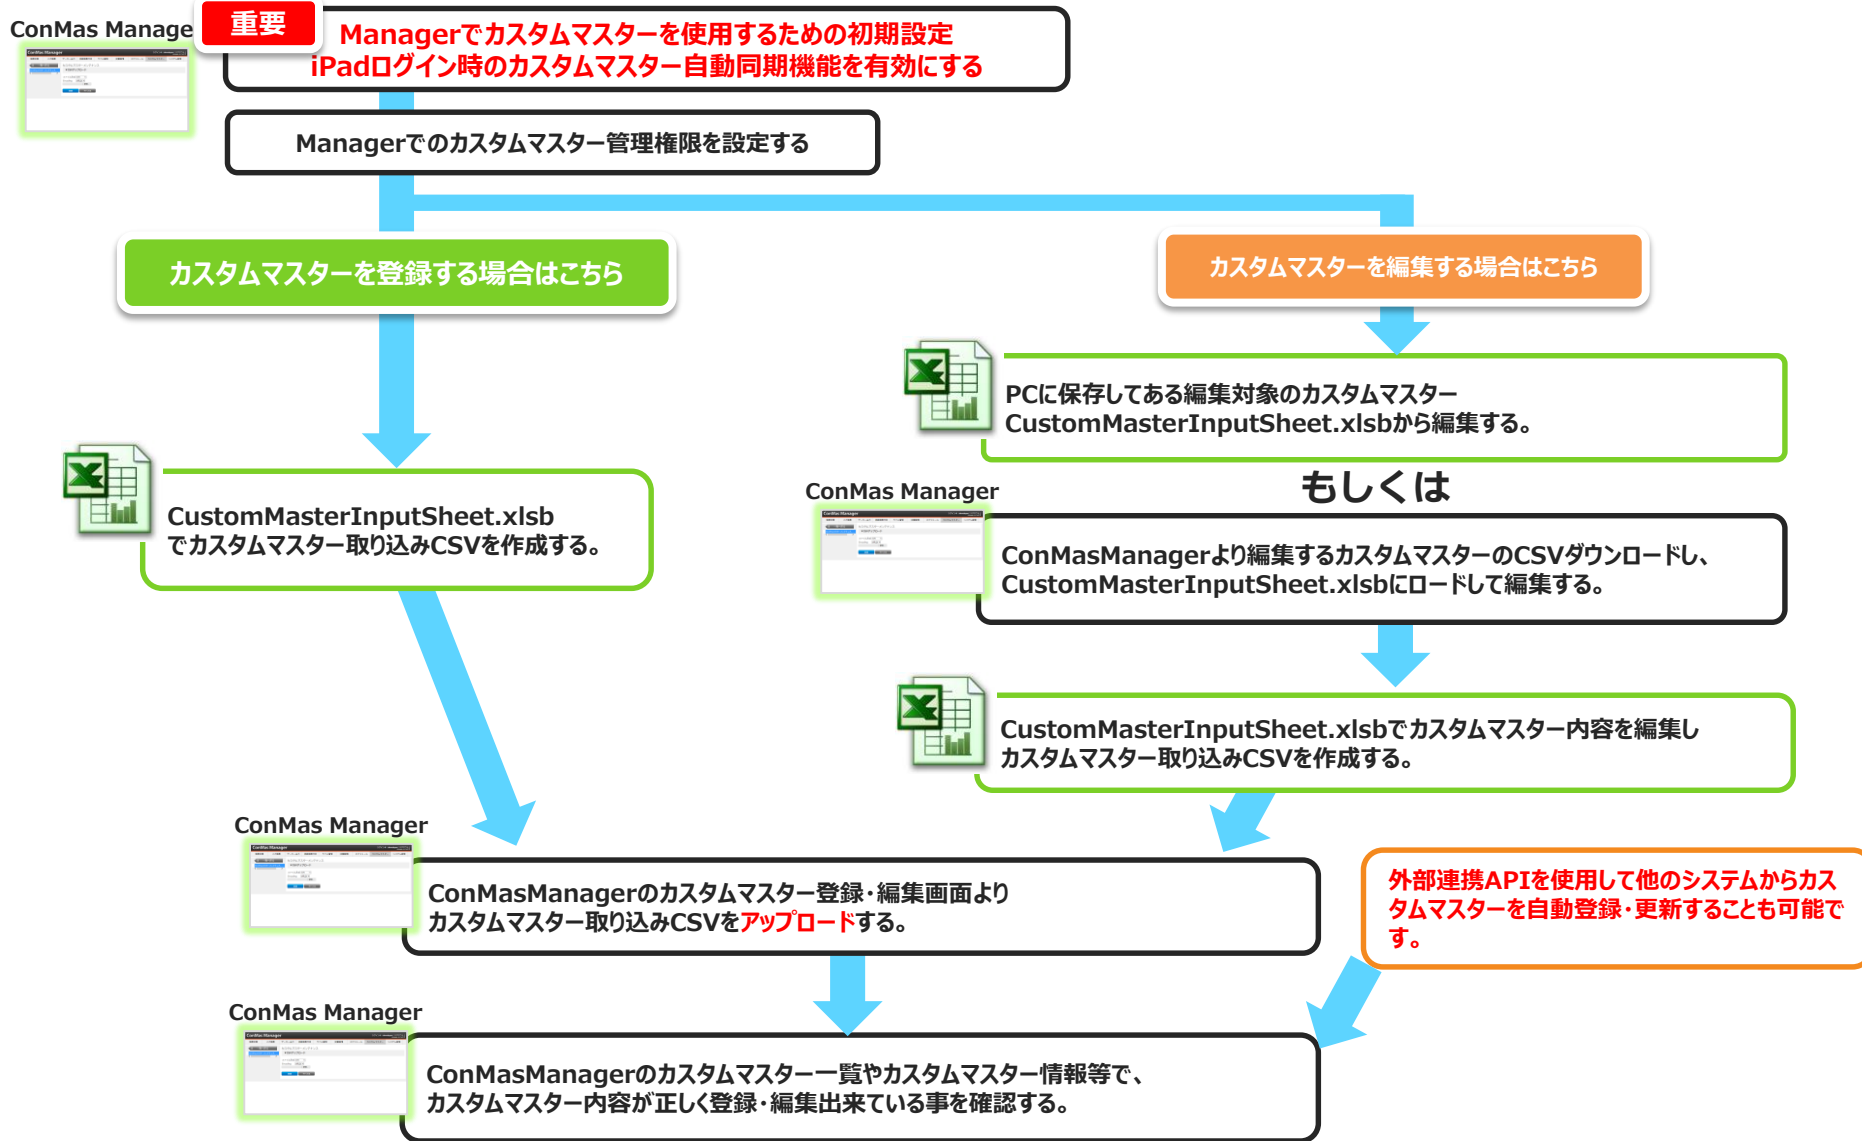 ConMas Manage
重要
Managerでカスタムマスターを使用するための初期設定
iPadログイン時のカスタムマスター自動同期機能を有効にする
Managerでのカスタムマスター管理権限を設定する
カスタムマスターを登録する場合はこちら
カスタムマスターを編集する場合はこちら
PCに保存してある編集対象のカスタムマスター
CustomMasterInputSheet.xlsbから編集する。
もしくは
CustomMasterInputSheet.xlsb
でカスタムマスター取り込みCSVを作成する。
ConMas Manager
ConMasManagerより編集するカスタムマスターのCSVダウンロードし、
CustomMasterInputSheet.xlsbにロードして編集する。
CustomMasterInputSheet.xlsbでカスタムマスター内容を編集し
カスタムマスター取り込みCSVを作成する。
ConMas Manager
ConMasManagerのカスタムマスター登録・編集画面より
カスタムマスター取り込みCSVをアップロードする。
外部連携APIを使用して他のシステムからカス
タムマスターを自動登録・更新することも可能で
す。
ConMas Manager
ConMasManagerのカスタムマスター一覧やカスタムマスター情報等で、
カスタムマスター内容が正しく登録・編集出来ている事を確認する。